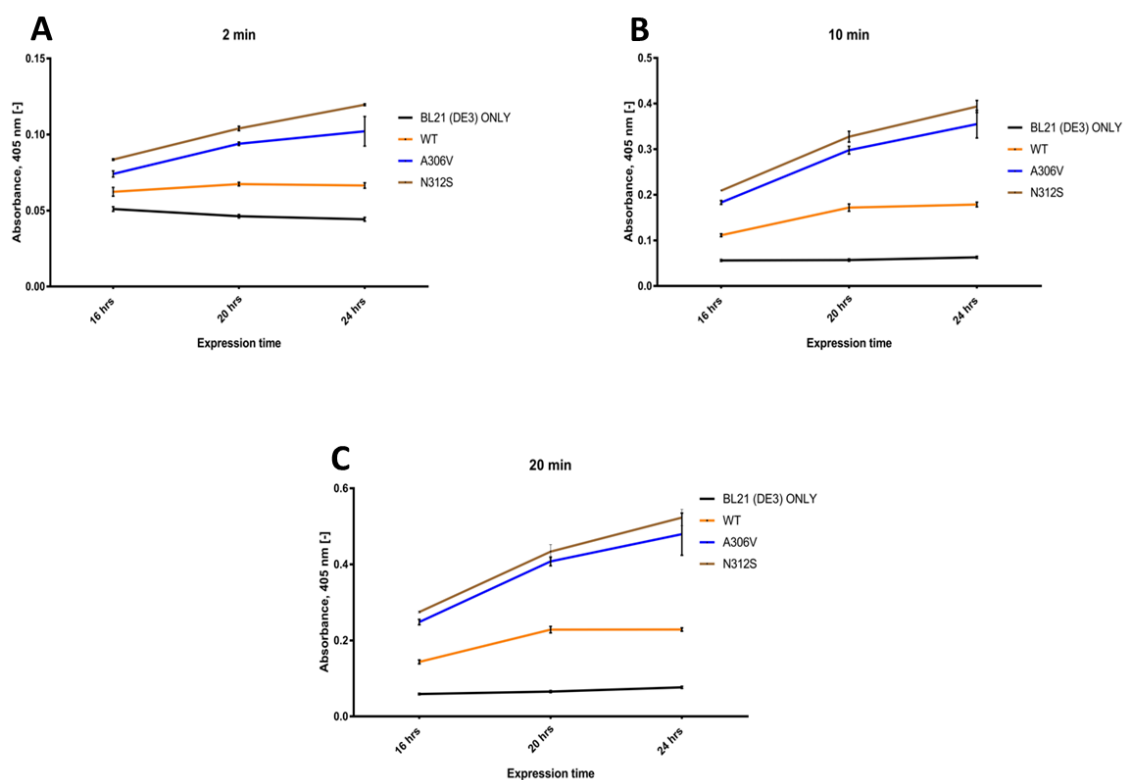 A
2 min
Absorbance, 405 nm [-]
0.15
0.10
0.05
0.00
16 hrs
20 hrs
24 hrs
Expression time
BL21 (DE3) ONLY
WT
A306V
N312S
B
10 min
Absorbance, 405 nm [-]
0.5
0.4
0.3
0.2
0.1
0.0
16 hrs
20 hrs
24 hrs
Expression time
BL21 (DE3) ONLY
WT
A306V
N312S
C
20 min
Absorbance, 405 nm [-]
0.6
0.4
0.2
0.0
16 hrs
20 hrs
24 hrs
Expression time
BL21 (DE3) ONLY
WT
A306V
N312S